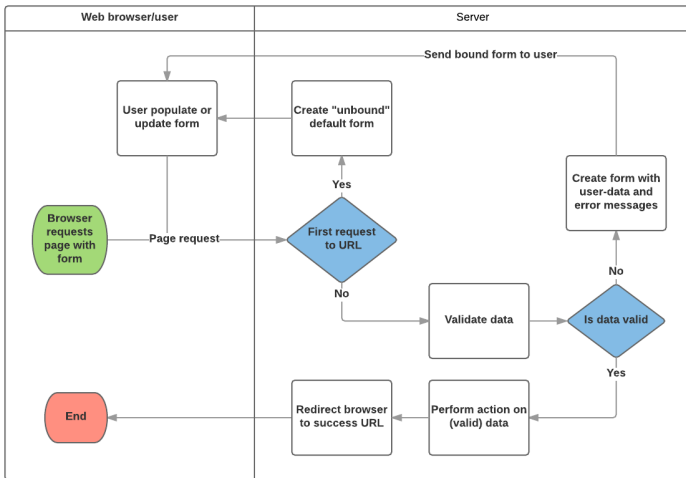 Web browser/user
Server
Send bound form to user
User populate or
update form
Create "unbound"
default form
Yes
Create form with
user-data and
error messages
Browser
requests
page with
form
Page request
First request
to URL
No
No
Validate data
Is data valid
Yes
End
Redirect browser
to success URL
Perform action on
(valid) data